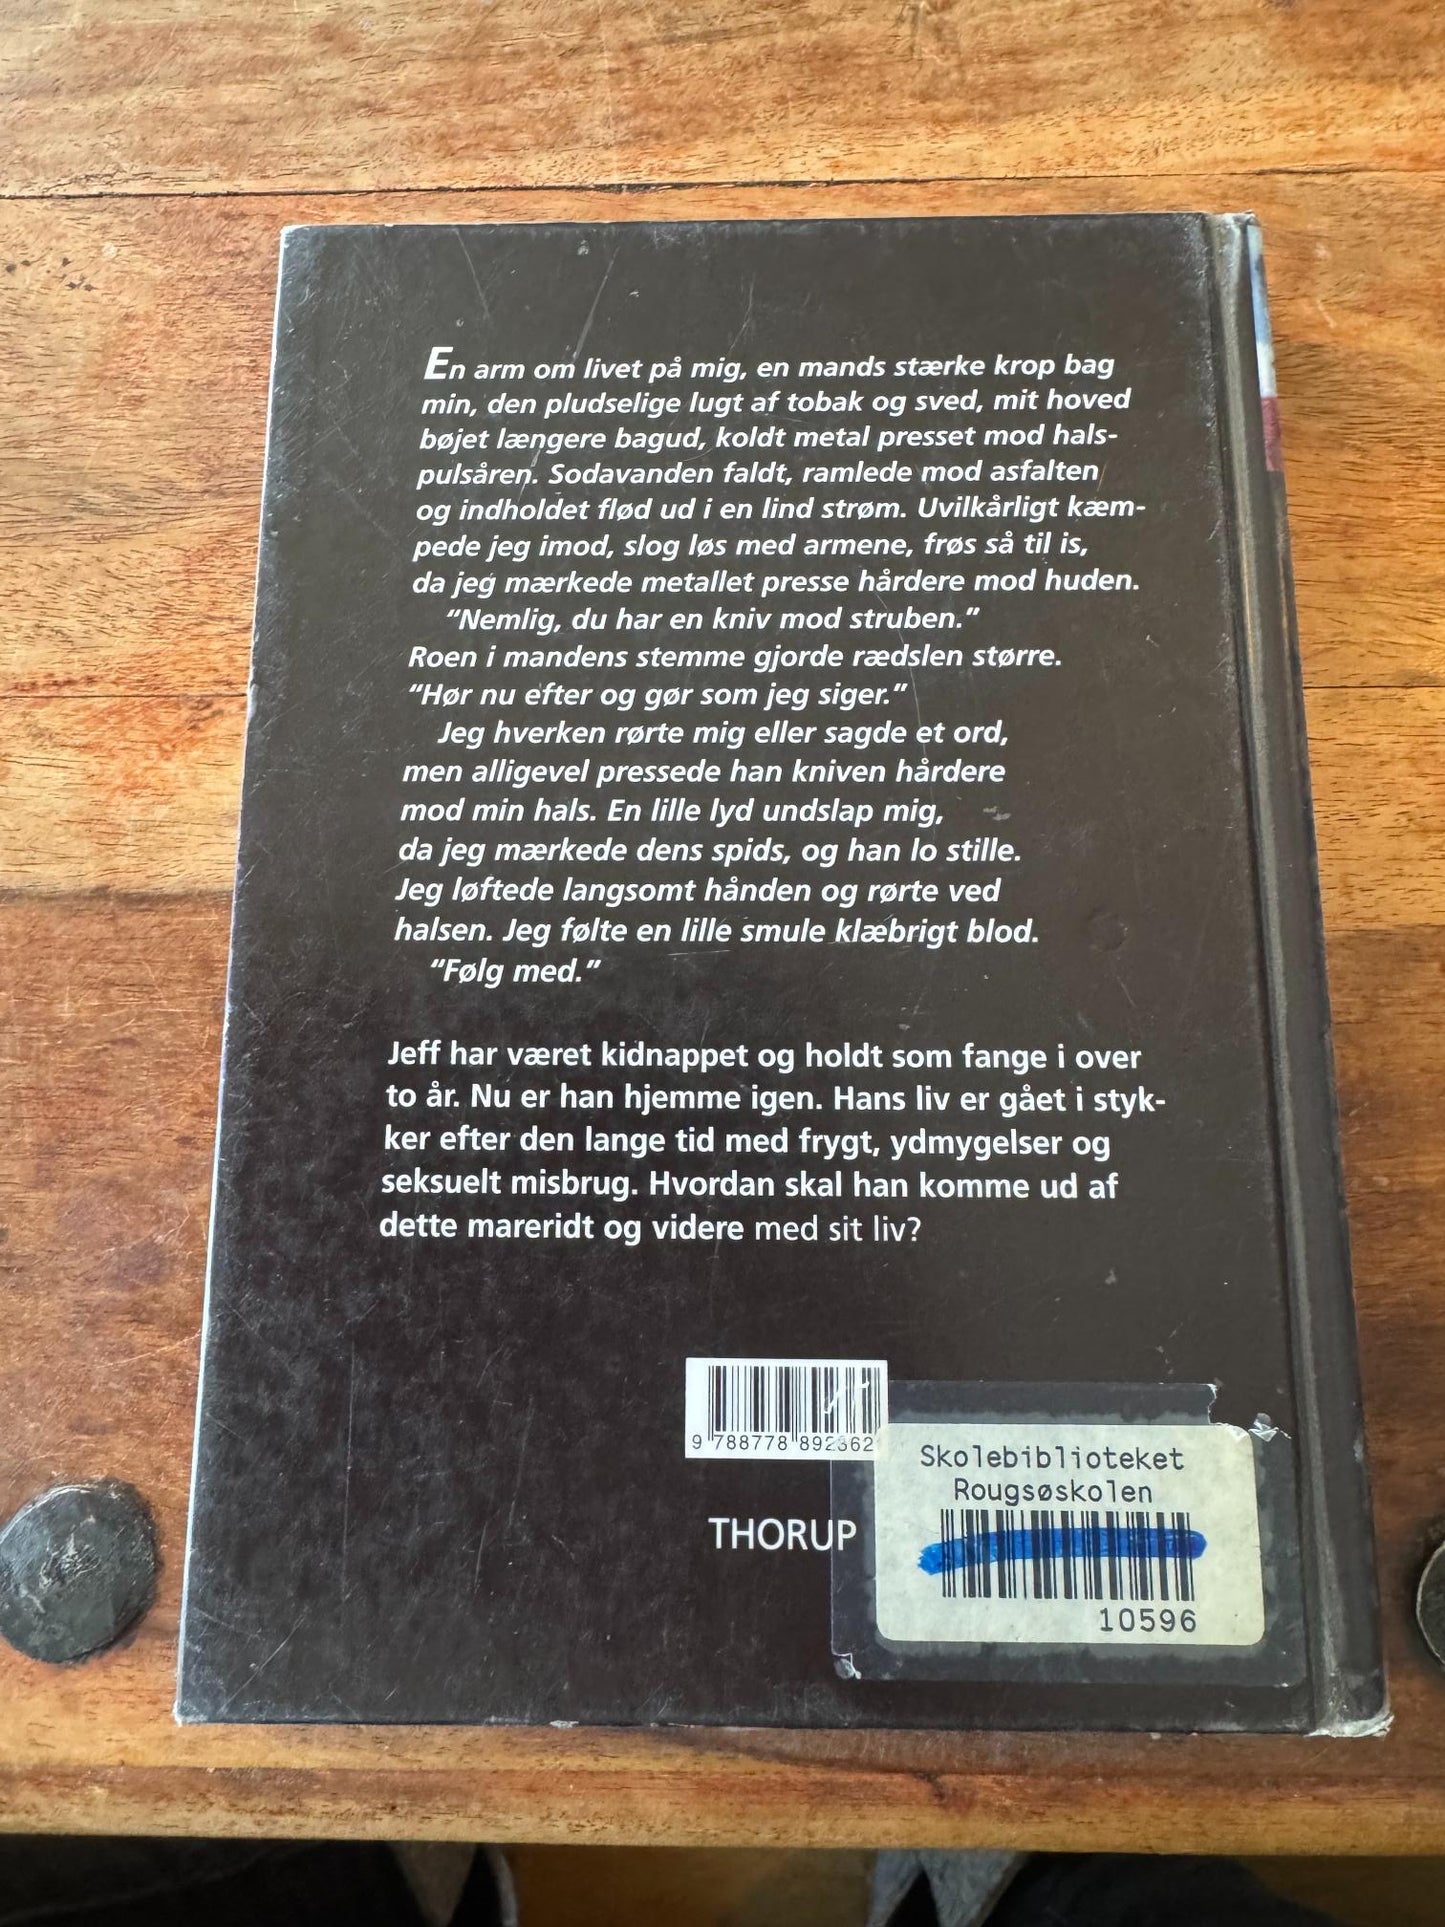 En arm om livet på mig, en mands stærke krop bag
min, den pludselige lugt af tobak og sved, mit hoved
bøjet længere bagud, koldt metal presset mod hals-
pulsåren. Sodavanden faldt, ramlede mod asfalten
og indholdet flød ud i en lind strøm. Uvilkårligt kæm-
pede jeg imod, slog løs med armene, frøs så til is,
da jeg mærkede metallet presse hårdere mod huden.
“Nemlig, du har en kniv mod struben.”
Roen i mandens stemme gjorde rædslen større.
“Hør nu efter og gør som jeg siger.”
Jeg hverken rørte mig eller sagde et ord,
men alligevel pressede han kniven hårdere
mod min hals. En lille lyd undslap mig,
da jeg mærkede dens spids, og han lo stille.
Jeg løftede langsomt hånden og rørte ved
halsen. Jeg følte en lille smule klæbrigt blod.
“Følg med.”
Jeff har været kidnappet og holdt som fange i over
to år. Nu er han hjemme igen. Hans liv er gået i styk-
ker efter den lange tid med frygt, ydmygelser og
seksuelt misbrug. Hvordan skal han komme ud af
dette mareridt og videre med sit liv?
9 788778 892362
THORUP
Skolebiblioteket
Rougsøskolen
10596